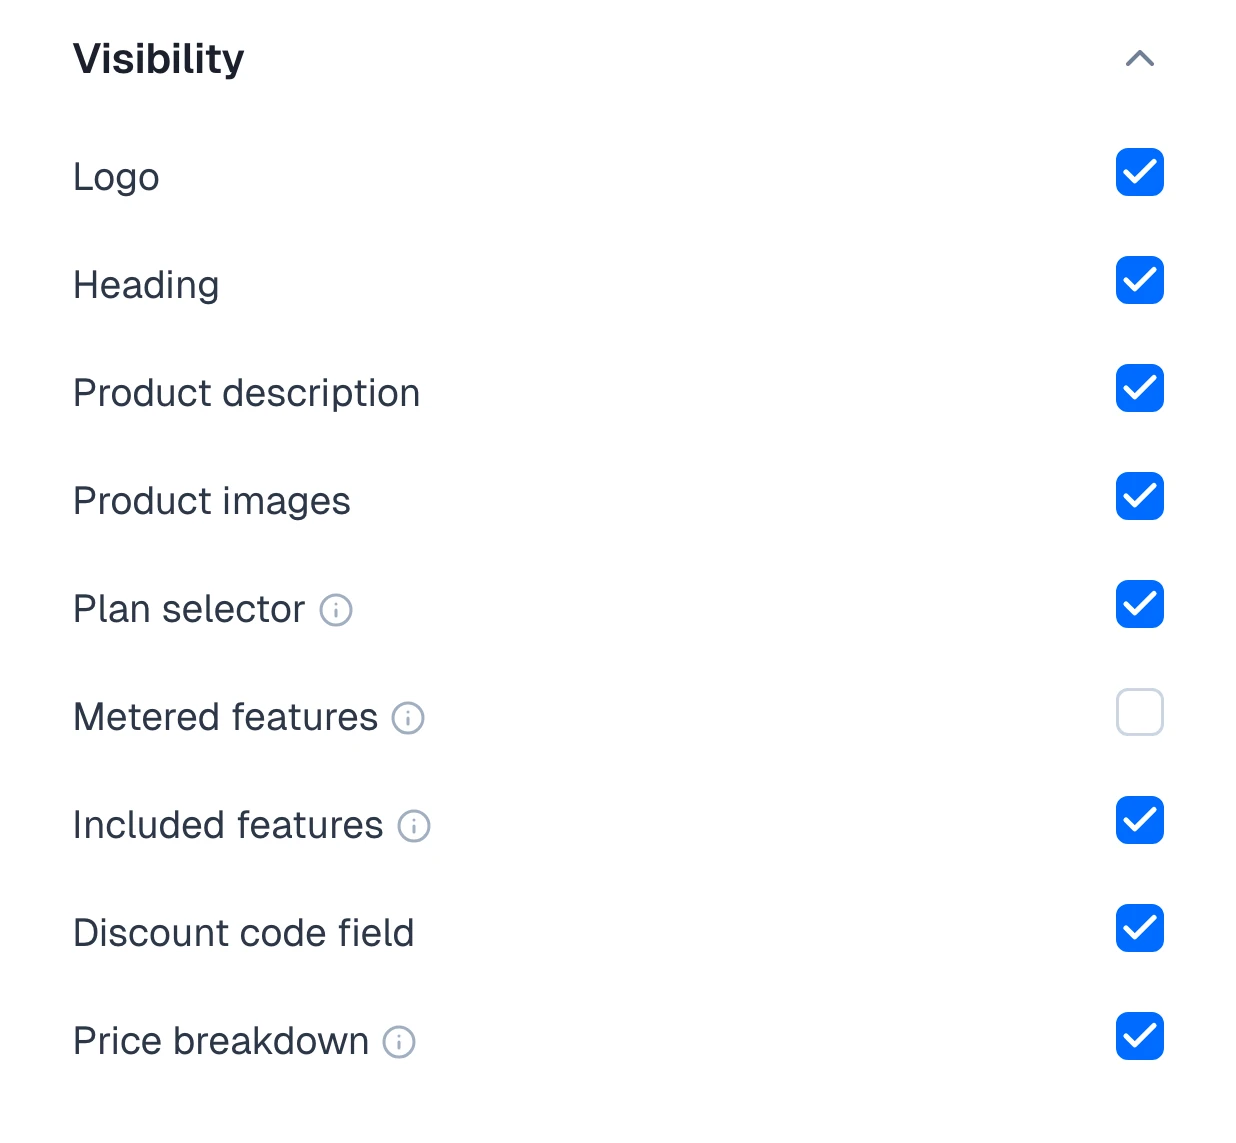 Visibility
Logo
Heading
Product description
Product images
Plan selector
Metered features
Included features
Discount code field
Price breakdown